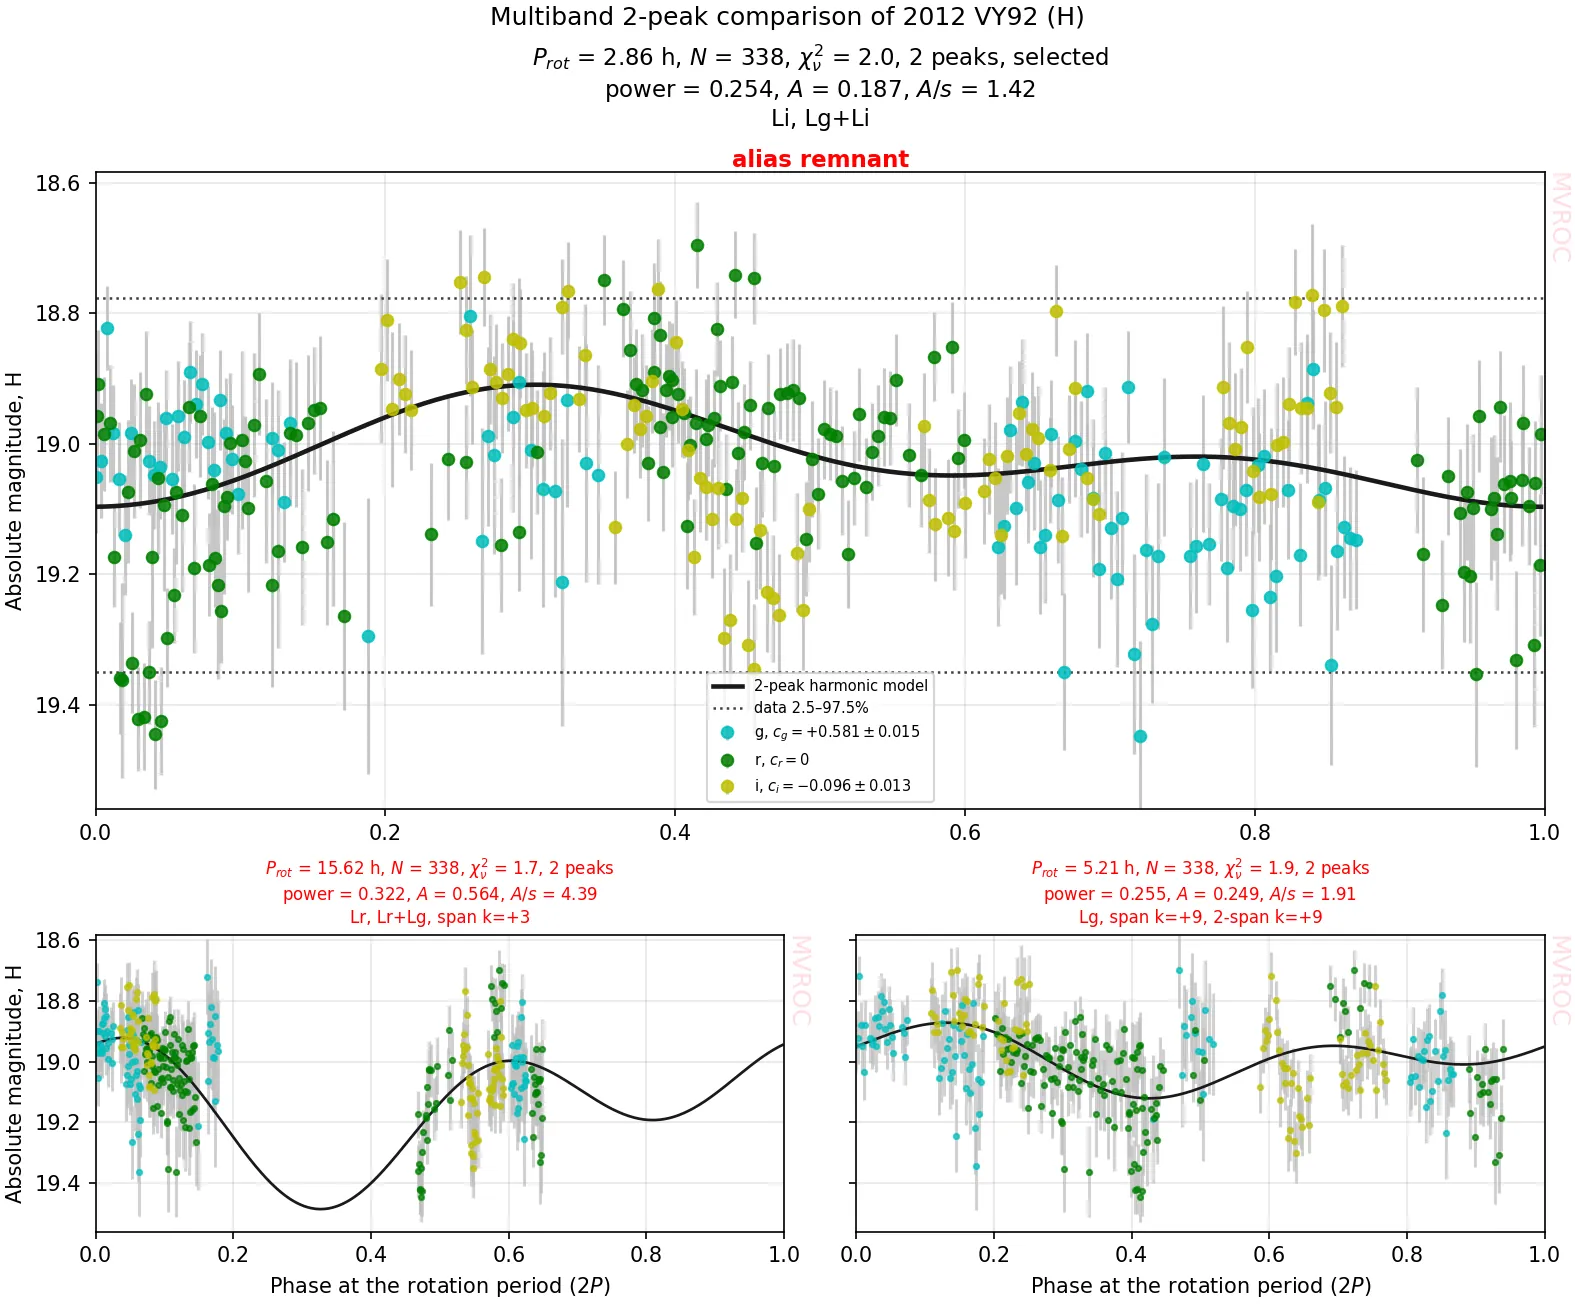 Multiband 2-peak comparison of 2012 VY92 (H)
P_rot = 2.86 h, N = 338, χ²_ν = 2.0, 2 peaks, selected
power = 0.254, A = 0.187, A/s = 1.42
Li, Lg+Li
alias remnant
MVROC
18.6
18.8
19.0
19.2
19.4
Absolute magnitude, H
2-peak harmonic model
data 2.5–97.5%
g, c_g = +0.581 ± 0.015
r, c_r = 0
i, c_i = −0.096 ± 0.013
0.0 0.2 0.4 0.6 0.8 1.0
P_rot = 15.62 h, N = 338, χ²_ν = 1.7, 2 peaks
power = 0.322, A = 0.564, A/s = 4.39
Lr, Lr+Lg, span k=+3
MVROC
18.6
18.8
19.0
19.2
19.4
Absolute magnitude, H
0.0 0.2 0.4 0.6 0.8 1.0
Phase at the rotation period (2P)
P_rot = 5.21 h, N = 338, χ²_ν = 1.9, 2 peaks
power = 0.255, A = 0.249, A/s = 1.91
Lg, span k=+9, 2-span k=+9
MVROC
0.0 0.2 0.4 0.6 0.8 1.0
Phase at the rotation period (2P)